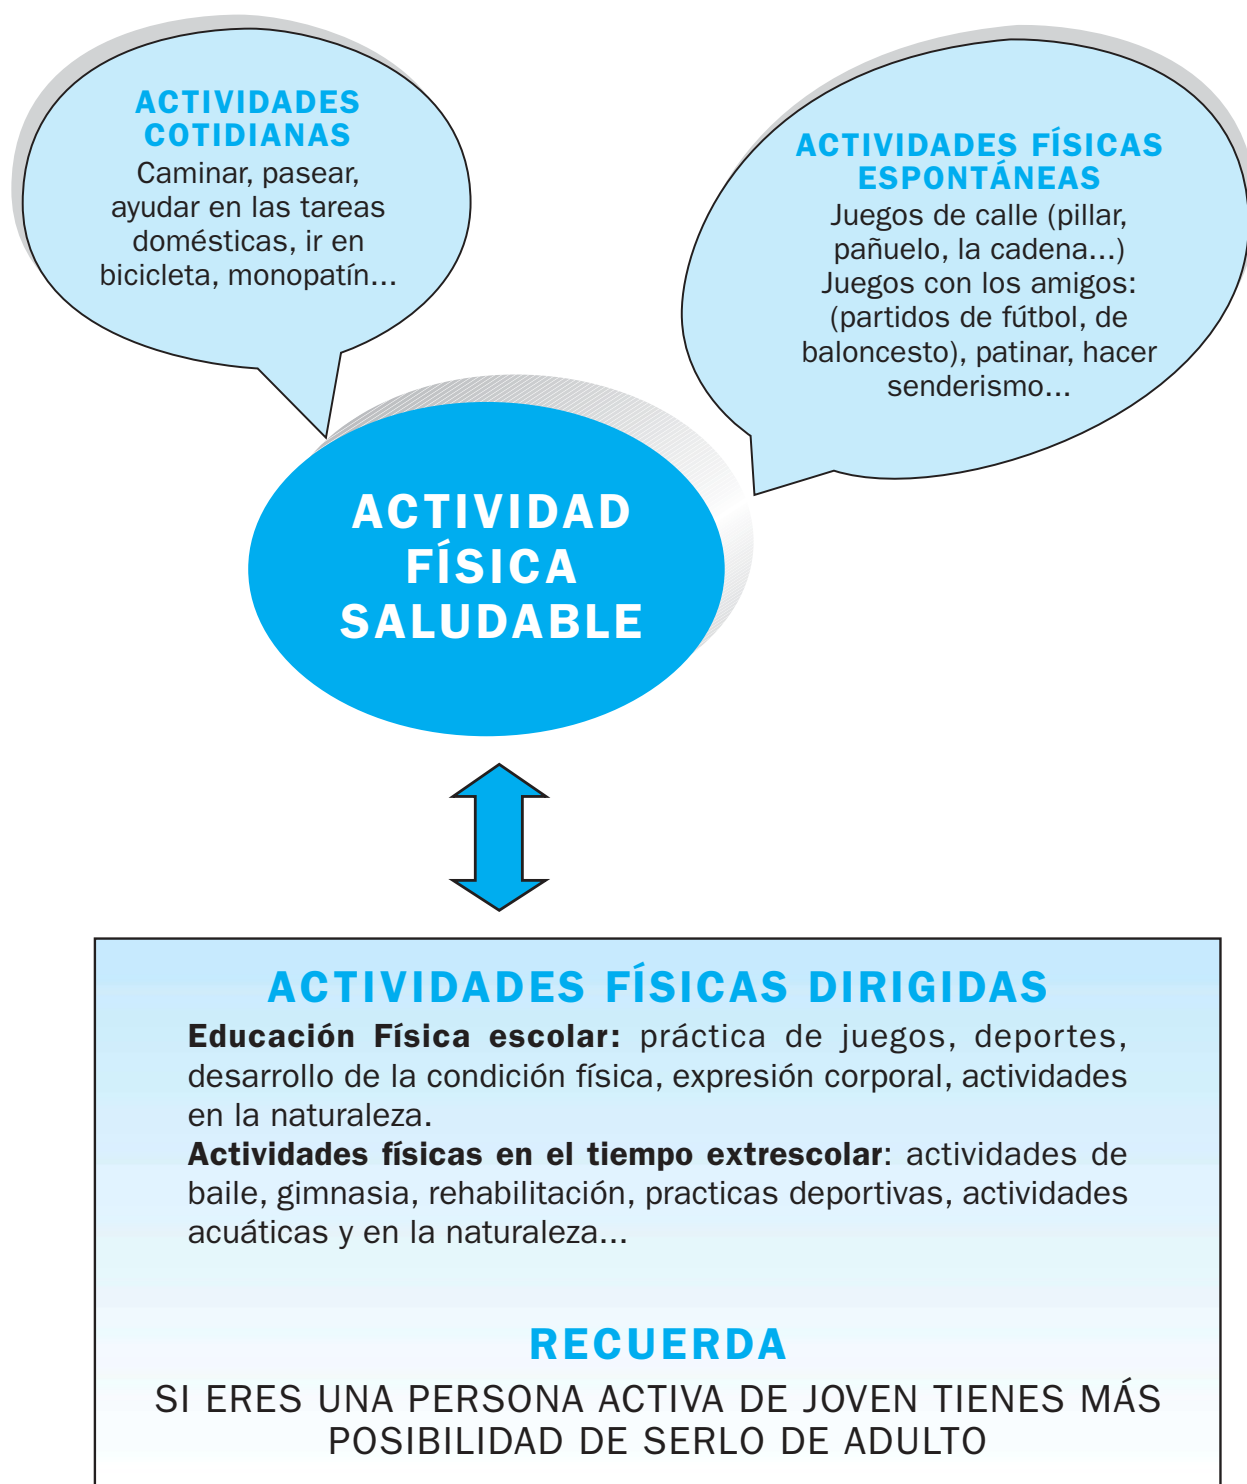 ACTIVIDADES
COTIDIANAS
Caminar, pasear,
ayudar en las tareas
domésticas, ir en
bicicleta, monopatín...
ACTIVIDADES FÍSICAS
ESPONTÁNEAS
Juegos de calle (pillar,
pañuelo, la cadena...)
Juegos con los amigos:
(partidos de fútbol, de
baloncesto), patinar, hacer
senderismo...
ACTIVIDAD
FÍSICA
SALUDABLE
ACTIVIDADES FÍSICAS DIRIGIDAS
Educación Física escolar: práctica de juegos, deportes,
desarrollo de la condición física, expresión corporal, actividades
en la naturaleza.
Actividades físicas en el tiempo extrescolar: actividades de
baile, gimnasia, rehabilitación, practicas deportivas, actividades
acuáticas y en la naturaleza...
RECUERDA
SI ERES UNA PERSONA ACTIVA DE JOVEN TIENES MÁS
POSIBILIDAD DE SERLO DE ADULTO